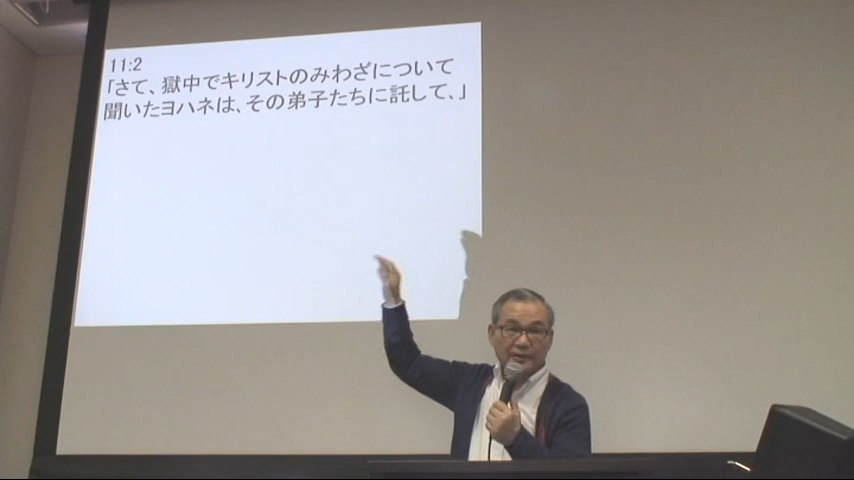 11:2
「さて、獄中でキリストのみわざについて
聞いたヨハネは、その弟子たちに託して、」